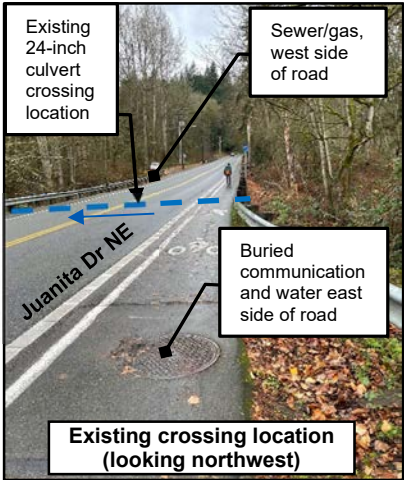 Existing
24-inch
culvert
crossing
location
Sewer/gas,
west side
of road
Juanita Dr NE
Buried
communication
and water east
side of road
Existing crossing location
(looking northwest)